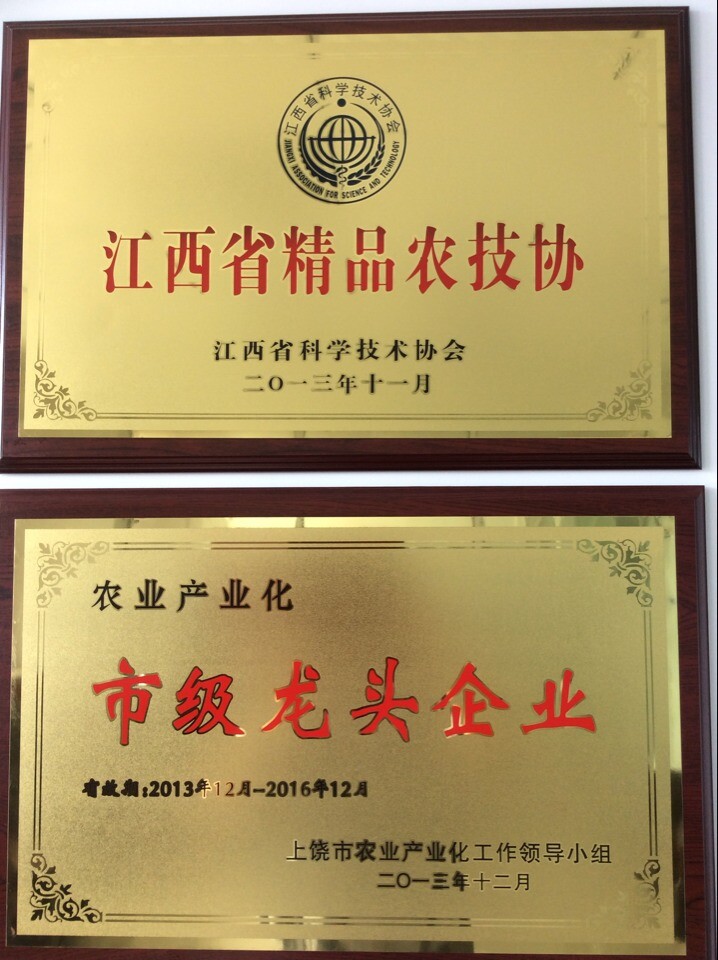 江西省科学技术协会
JIANGXI ASSOCIATION FOR SCIENCE AND TECHNOLOGY
江西省精品农技协
江西省科学技术协会
二〇一三年十一月
农业产业化
市级龙头企业
有效期:2013年12月-2016年12月
上饶市农业产业化工作领导小组
二〇一三年十二月